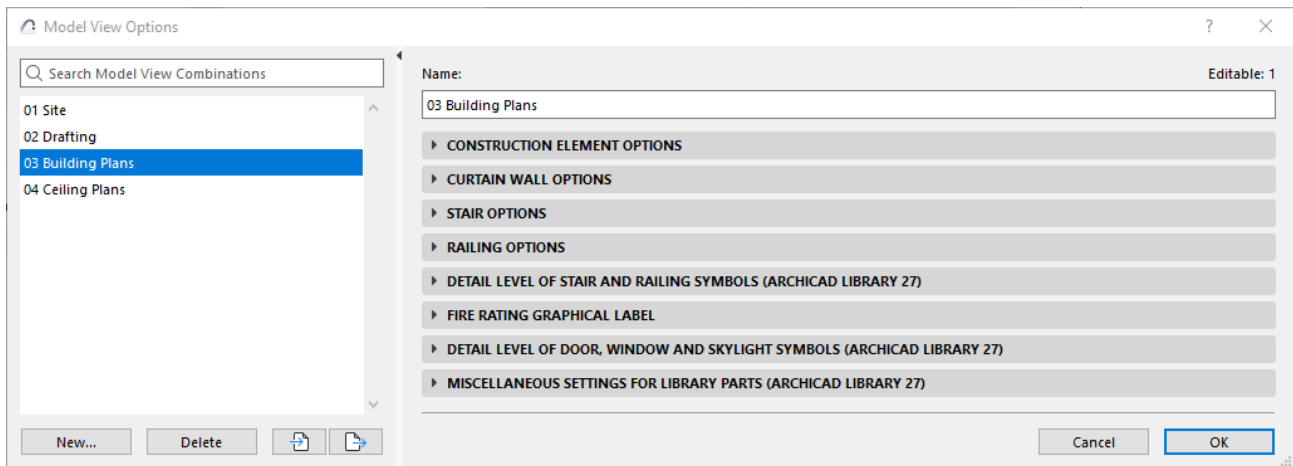 Model View Options
?
Search Model View Combinations
01 Site
02 Drafting
03 Building Plans
04 Ceiling Plans
New...
Delete
Name:
Editable: 1
03 Building Plans
CONSTRUCTION ELEMENT OPTIONS
CURTAIN WALL OPTIONS
STAIR OPTIONS
RAILING OPTIONS
DETAIL LEVEL OF STAIR AND RAILING SYMBOLS (ARCHICAD LIBRARY 27)
FIRE RATING GRAPHICAL LABEL
DETAIL LEVEL OF DOOR, WINDOW AND SKYLIGHT SYMBOLS (ARCHICAD LIBRARY 27)
MISCELLANEOUS SETTINGS FOR LIBRARY PARTS (ARCHICAD LIBRARY 27)
Cancel
OK